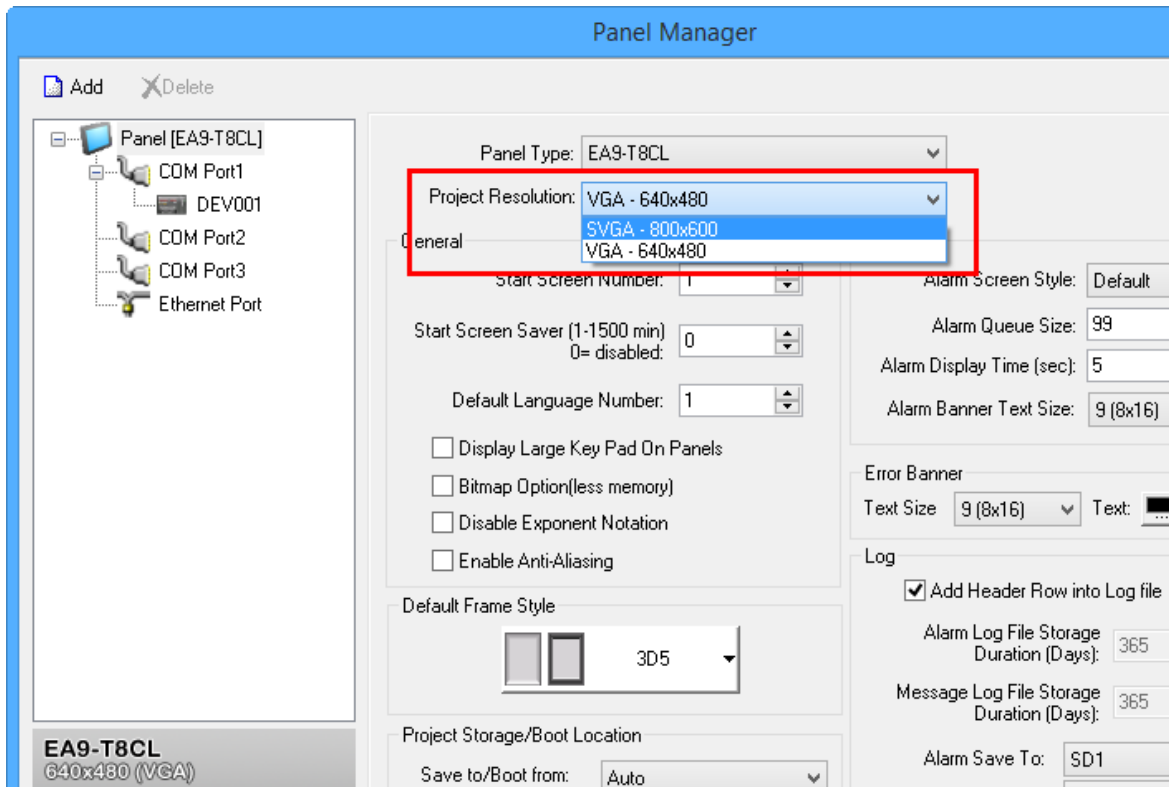 Panel Manager
Add
Delete
Panel [EA9-T8CL]
COM Port1
DEV001
COM Port2
COM Port3
Ethernet Port
EA9-T8CL
640x480 (VGA)
Panel Type: EA9-T8CL
Project Resolution: VGA - 640x480
SVGA - 800x600
VGA - 640x480
General
Start Screen Number: 1
Start Screen Saver (1-1500 min)
0= disabled: 0
Default Language Number: 1
Display Large Key Pad On Panels
Bitmap Option(less memory)
Disable Exponent Notation
Enable Anti-Aliasing
Default Frame Style
3D5
Project Storage/Boot Location
Save to/Boot from: Auto
Alarm Screen Style: Default
Alarm Queue Size: 99
Alarm Display Time (sec): 5
Alarm Banner Text Size: 9 (8x16)
Error Banner
Text Size 9 (8x16) Text:
Log
Add Header Row into Log file
Alarm Log File Storage
Duration (Days): 365
Message Log File Storage
Duration (Days): 365
Alarm Save To: SD1